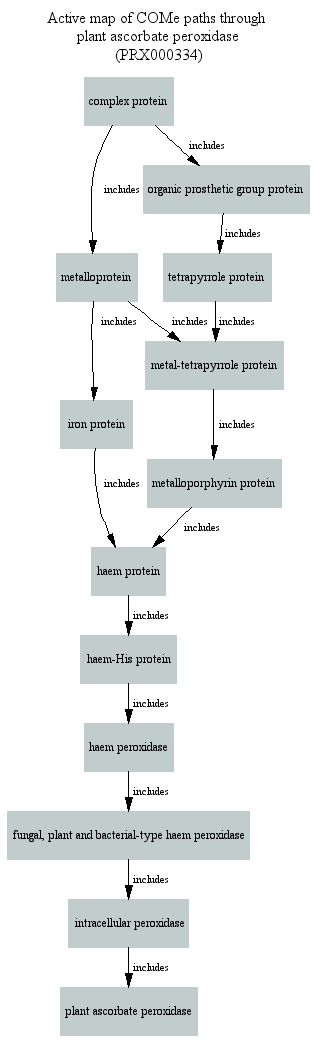 Active map of COMe paths through
plant ascorbate peroxidase
(PRX000334)
complex protein
includes
includes
organic prosthetic group protein
includes
metalloprotein
tetrapyrrole protein
includes
includes
includes
metal-tetrapyrrole protein
iron protein
includes
includes
metalloporphyrin protein
includes
haem protein
includes
haem-His protein
includes
haem peroxidase
includes
fungal, plant and bacterial-type haem peroxidase
includes
intracellular peroxidase
includes
plant ascorbate peroxidase